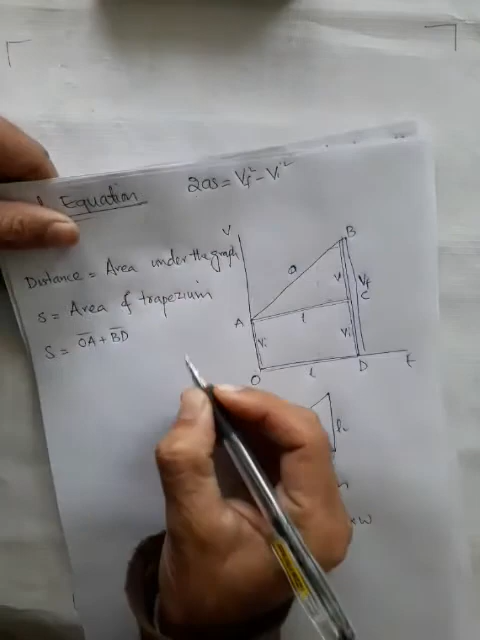 Equation 2as = Vf² - Vi²
Distance = Area under the graph
S = Area of trapezium
S = OA + BD
V
B
a
V
Vf
C
A
t
Vi
Vi
O
t
D
t
h
x W